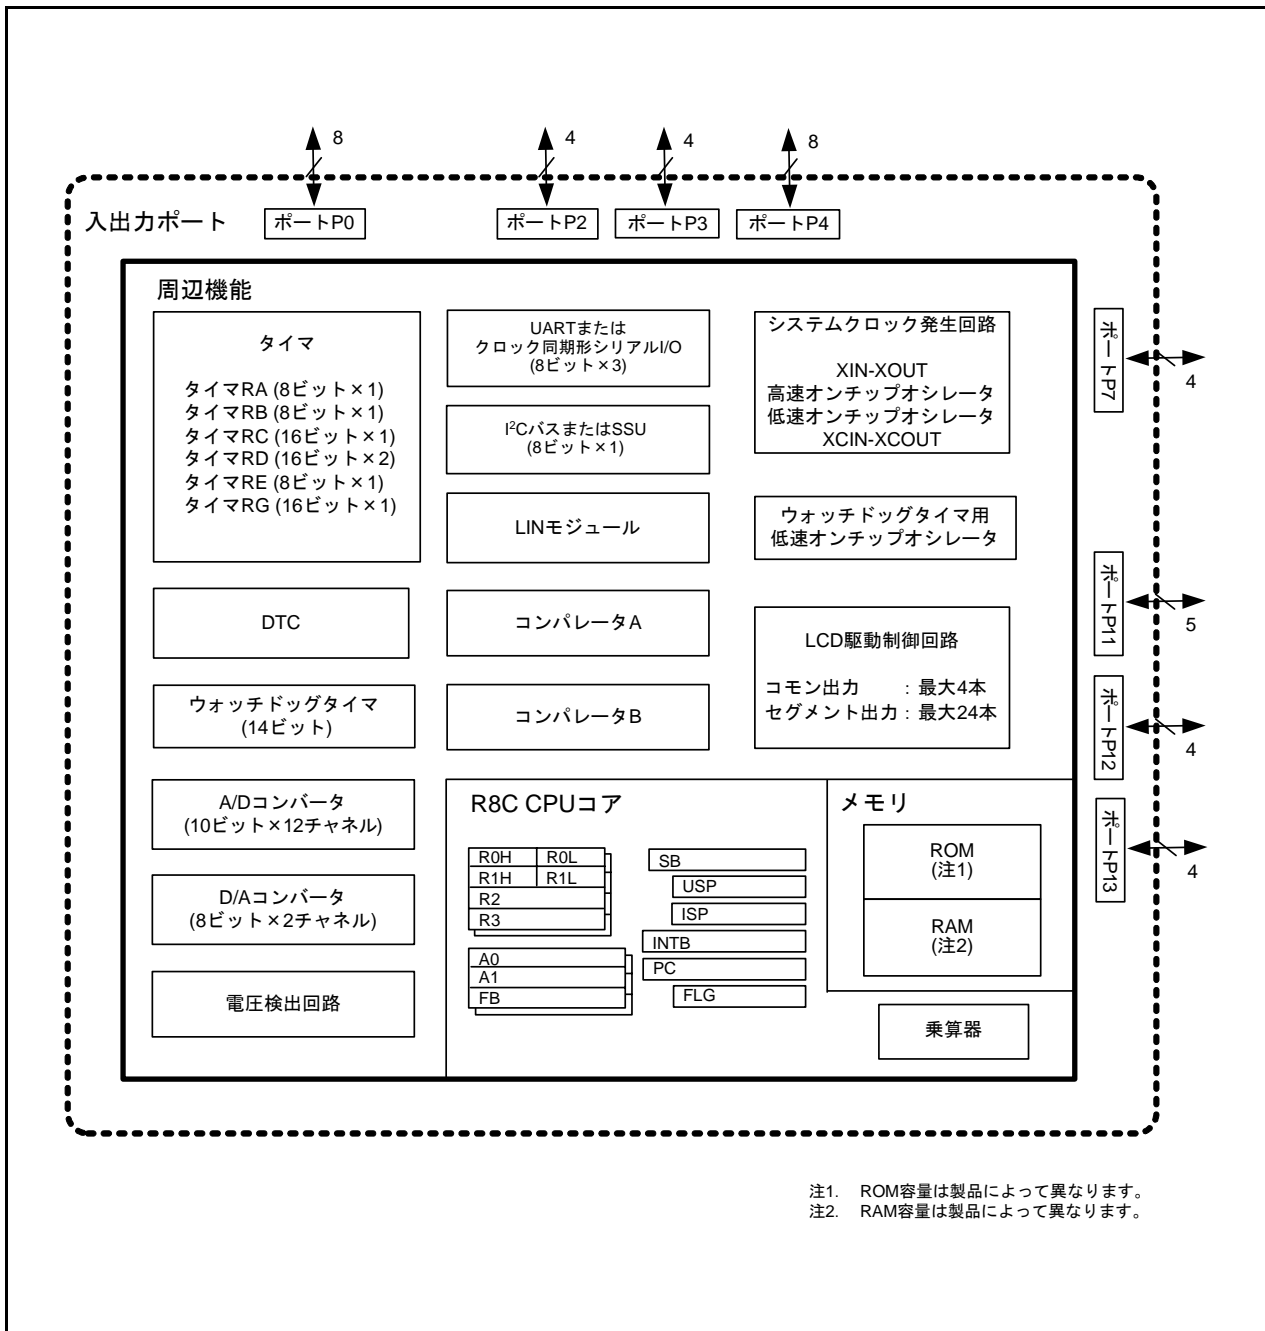 8
4
4
8
入出力ポート
ポートP0
ポートP2
ポートP3
ポートP4
周辺機能
タイマ
タイマRA (8ビット×1)
タイマRB (8ビット×1)
タイマRC (16ビット×1)
タイマRD (16ビット×2)
タイマRE (8ビット×1)
タイマRG (16ビット×1)
DTC
ウォッチドッグタイマ
(14ビット)
A/Dコンバータ
(10ビット×12チャネル)
D/Aコンバータ
(8ビット×2チャネル)
電圧検出回路
UARTまたは
クロック同期形シリアルI/O
(8ビット×3)
I²CバスまたはSSU
(8ビット×1)
LINモジュール
コンパレータA
コンパレータB
システムクロック発生回路
XIN-XOUT
高速オンチップオシレータ
低速オンチップオシレータ
XCIN-XCOUT
ウォッチドッグタイマ用
低速オンチップオシレータ
LCD駆動制御回路
コモン出力 : 最大4本
セグメント出力 : 最大24本
R8C CPUコア
R0H R0L
R1H R1L
R2
R3
A0
A1
FB
SB
USP
ISP
INTB
PC
FLG
メモリ
ROM
(注1)
RAM
(注2)
乗算器
ポートP7
4
ポートP11
5
ポートP12
4
ポートP13
4
注1. ROM容量は製品によって異なります。
注2. RAM容量は製品によって異なります。